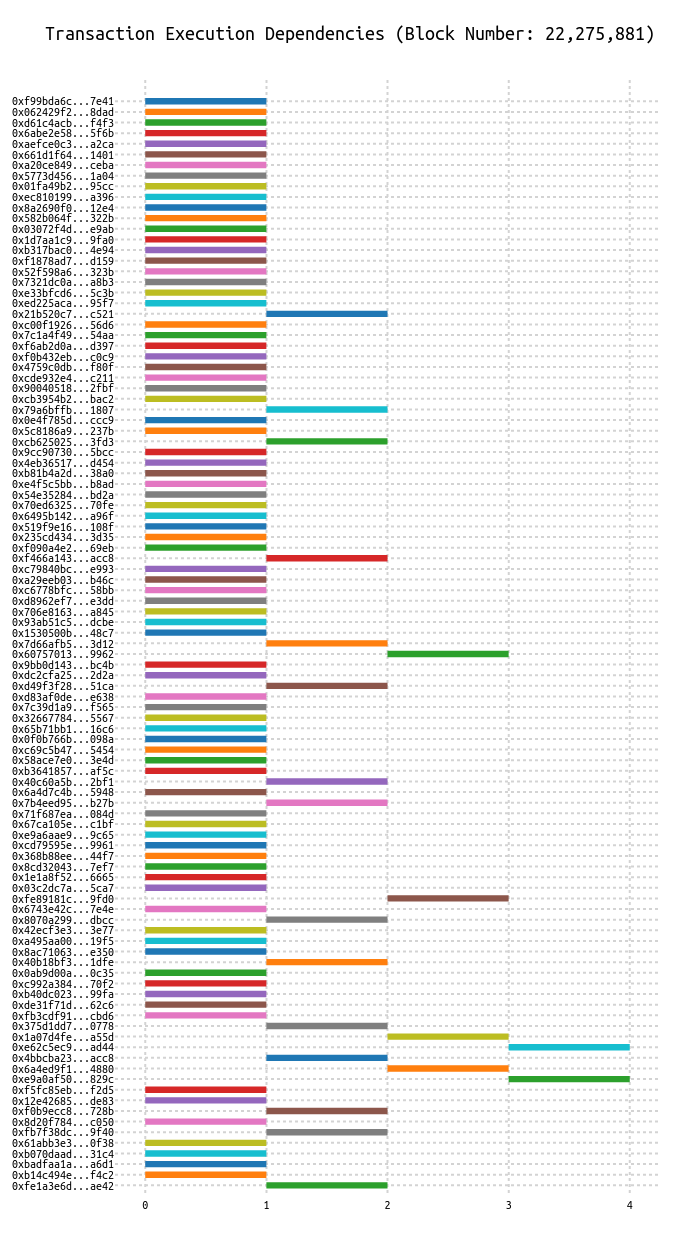 Transaction Execution Dependencies (Block Number: 22,275,881)
0xf99bda6c...7e41
0x062429f2...8dad
0xd61c4acb...f4f3
0x6abe2e58...5f6b
0xaefce0c3...a2ca
0x661d1f64...1401
0xa20ce849...ceba
0x5773d456...1a04
0x01fa49b2...95cc
0xec810199...a396
0x8a2690f0...12e4
0x582b064f...322b
0x03072f4d...e9ab
0x1d7aa1c9...9fa0
0xb317bac0...4e94
0xf1878ad7...d159
0x52f598a6...323b
0x7321dc0a...a8b3
0xe33bfcd6...5c3b
0xed225aca...95f7
0x21b520c7...c521
0xc00f1926...56d6
0x7c1a4f49...54aa
0xf6ab2d0a...d397
0xf0b432eb...c0c9
0x4759c0db...f80f
0xcde932e4...c211
0x90040518...2fbf
0xcb3954b2...bac2
0x79a6bffb...1807
0x0e4f785d...ccc9
0x5c8186a9...237b
0xcb625025...3fd3
0x9cc90730...5bcc
0x4eb36517...d454
0xb81b4a2d...38a0
0xe4f5c5bb...b8ad
0x54e35284...bd2a
0x70ed6325...70fe
0x6495b142...a96f
0x519f9e16...108f
0x235cd434...3d35
0xf090a4e2...69eb
0xf466a143...acc8
0xc79840bc...e993
0xa29eeb03...b46c
0xc6778bfc...58bb
0xd8962ef7...e3dd
0x706e8163...a845
0x93ab51c5...dcbe
0x1530500b...48c7
0x7d66afb5...3d12
0x60757013...9962
0x9bb0d143...bc4b
0xdc2cfa25...2d2a
0xd49f3f28...51ca
0xd83af0de...e638
0x7c39d1a9...f565
0x32667784...5567
0x65b71bb1...16c6
0x0f0b766b...098a
0xc69c5b47...5454
0x58ace7e0...3e4d
0xb3641857...af5c
0x40c60a5b...2bf1
0x6a4d7c4b...5948
0x7b4eed95...b27b
0x71f687ea...084d
0x67ca105e...c1bf
0xe9a6aae9...9c65
0xcd79595e...9961
0x368b88ee...44f7
0x8cd32043...7ef7
0x1e1a8f52...6665
0x03c2dc7a...5ca7
0xfe89181c...9fd0
0x6743e42c...7e4e
0x8070a299...dbcc
0x42ecf3e3...3e77
0xa495aa00...19f5
0x8ac71063...e350
0x40b18bf3...1dfe
0x0ab9d00a...0c35
0xc992a384...70f2
0xb40dc023...99fa
0xde31f71d...62c6
0xfb3cdf91...cbd6
0x375d1dd7...0778
0x1a07d4fe...a55d
0xe62c5ec9...ad44
0x4bbcba23...acc8
0x6a4ed9f1...4880
0xe9a0af50...829c
0xf5fc85eb...f2d5
0x12e42685...de83
0xf0b9ecc8...728b
0x8d20f784...c050
0xfb7f38dc...9f40
0x61abb3e3...0f38
0xb070daad...31c4
0xbadfaa1a...a6d1
0xb14c494e...f4c2
0xfe1a3e6d...ae42
0 1 2 3 4